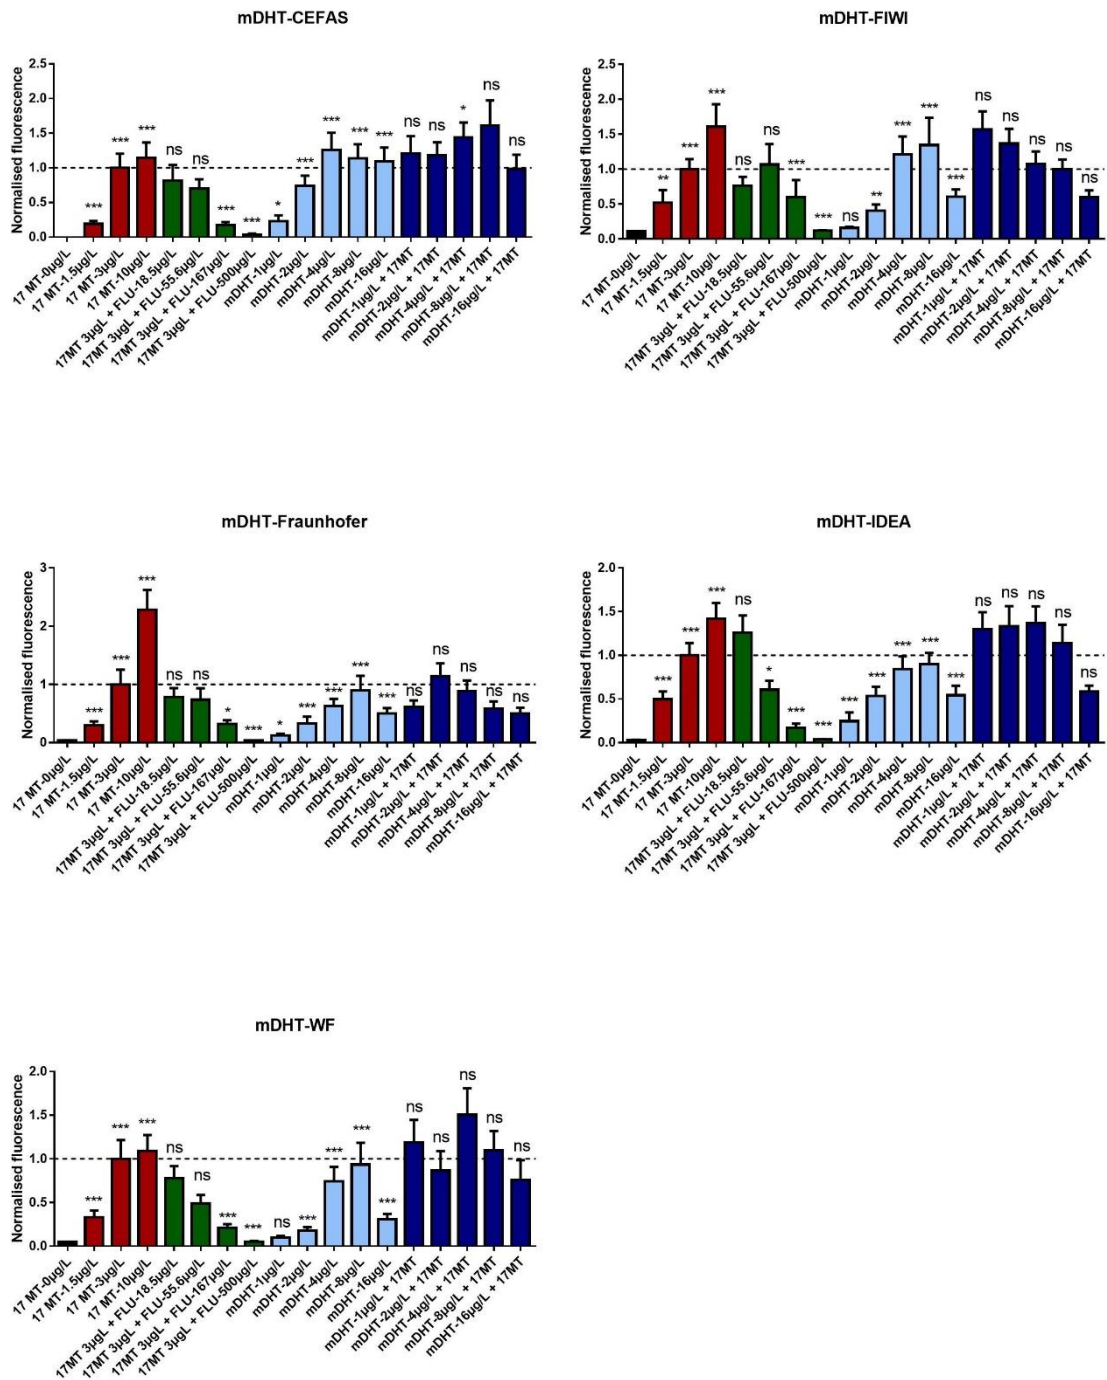 mDHT-CEFAS
Normalised fluorescence
2.5
2.0
1.5
1.0
0.5
0.0
***
***
***
ns
ns
***
***
*
***
***
***
***
ns
ns
*
ns
ns
17 MT-0µg/L
17 MT-1.5µg/L
17 MT-3µg/L
17 MT-10µg/L
17MT 3µgL + FLU-18.5µg/L
17MT 3µgL + FLU-55.6µg/L
17MT 3µgL + FLU-167µg/L
17MT 3µgL + FLU-500µg/L
mDHT-1µg/L
mDHT-2µg/L
mDHT-4µg/L
mDHT-8µg/L
mDHT-16µg/L
mDHT-1µg/L + 17MT
mDHT-2µg/L + 17MT
mDHT-4µg/L + 17MT
mDHT-8µg/L + 17MT
mDHT-16µg/L + 17MT
mDHT-FIWI
Normalised fluorescence
2.5
2.0
1.5
1.0
0.5
0.0
**
***
***
ns
ns
***
***
ns
**
***
***
***
ns
ns
ns
ns
ns
17 MT-0µg/L
17 MT-1.5µg/L
17 MT-3µg/L
17 MT-10µg/L
17MT 3µgL + FLU-18.5µg/L
17MT 3µgL + FLU-55.6µg/L
17MT 3µgL + FLU-167µg/L
17MT 3µgL + FLU-500µg/L
mDHT-1µg/L
mDHT-2µg/L
mDHT-4µg/L
mDHT-8µg/L
mDHT-16µg/L
mDHT-1µg/L + 17MT
mDHT-2µg/L + 17MT
mDHT-4µg/L + 17MT
mDHT-8µg/L + 17MT
mDHT-16µg/L + 17MT
mDHT-Fraunhofer
Normalised fluorescence
3
2
1
0
***
***
***
ns
ns
*
***
*
***
***
***
***
ns
ns
ns
ns
ns
17 MT-0µg/L
17 MT-1.5µg/L
17 MT-3µg/L
17 MT-10µg/L
17MT 3µgL + FLU-18.5µg/L
17MT 3µgL + FLU-55.6µg/L
17MT 3µgL + FLU-167µg/L
17MT 3µgL + FLU-500µg/L
mDHT-1µg/L
mDHT-2µg/L
mDHT-4µg/L
mDHT-8µg/L
mDHT-16µg/L
mDHT-1µg/L + 17MT
mDHT-2µg/L + 17MT
mDHT-4µg/L + 17MT
mDHT-8µg/L + 17MT
mDHT-16µg/L + 17MT
mDHT-IDEA
Normalised fluorescence
2.0
1.5
1.0
0.5
0.0
***
***
***
ns
*
***
***
***
***
***
***
***
ns
ns
ns
ns
ns
17 MT-0µg/L
17 MT-1.5µg/L
17 MT-3µg/L
17 MT-10µg/L
17MT 3µgL + FLU-18.5µg/L
17MT 3µgL + FLU-55.6µg/L
17MT 3µgL + FLU-167µg/L
17MT 3µgL + FLU-500µg/L
mDHT-1µg/L
mDHT-2µg/L
mDHT-4µg/L
mDHT-8µg/L
mDHT-16µg/L
mDHT-1µg/L + 17MT
mDHT-2µg/L + 17MT
mDHT-4µg/L + 17MT
mDHT-8µg/L + 17MT
mDHT-16µg/L + 17MT
mDHT-WF
Normalised fluorescence
2.0
1.5
1.0
0.5
0.0
***
***
***
ns
ns
***
***
ns
***
***
***
***
ns
ns
ns
ns
ns
17 MT-0µg/L
17 MT-1.5µg/L
17 MT-3µg/L
17 MT-10µg/L
17MT 3µgL + FLU-18.5µg/L
17MT 3µgL + FLU-55.6µg/L
17MT 3µgL + FLU-167µg/L
17MT 3µgL + FLU-500µg/L
mDHT-1µg/L
mDHT-2µg/L
mDHT-4µg/L
mDHT-8µg/L
mDHT-16µg/L
mDHT-1µg/L + 17MT
mDHT-2µg/L + 17MT
mDHT-4µg/L + 17MT
mDHT-8µg/L + 17MT
mDHT-16µg/L + 17MT